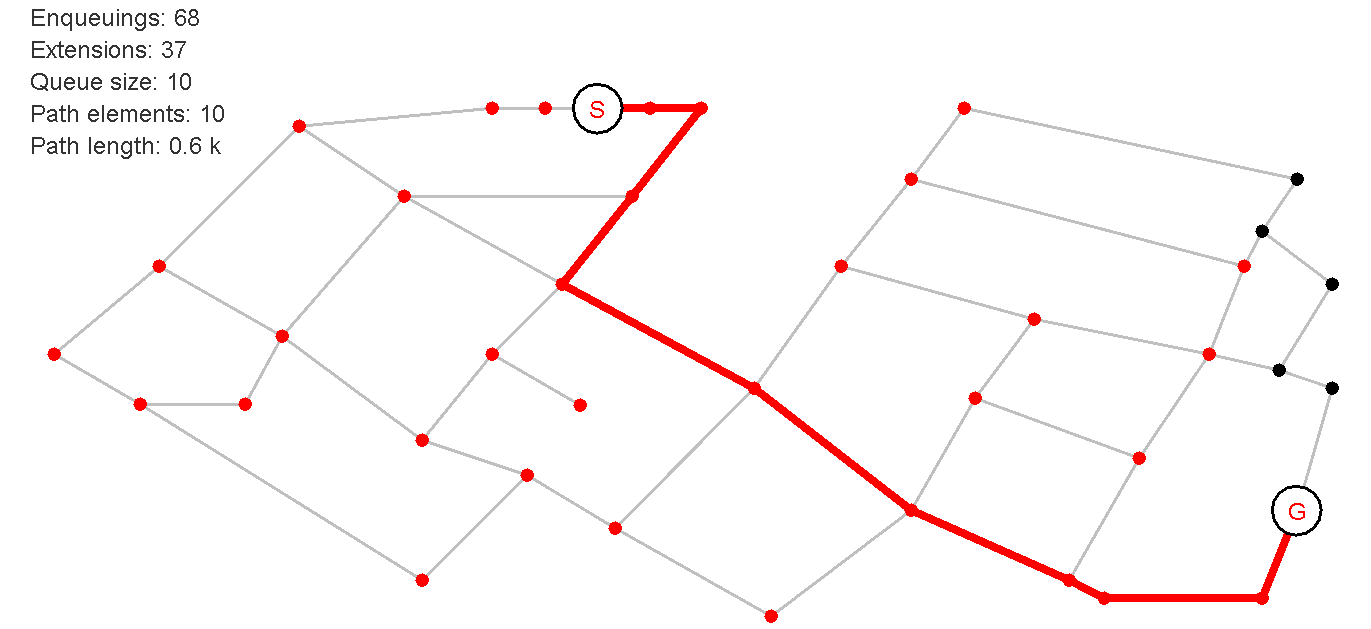 Enqueuings: 68
Extensions: 37
Queue size: 10
Path elements: 10
Path length: 0.6 k
S
G